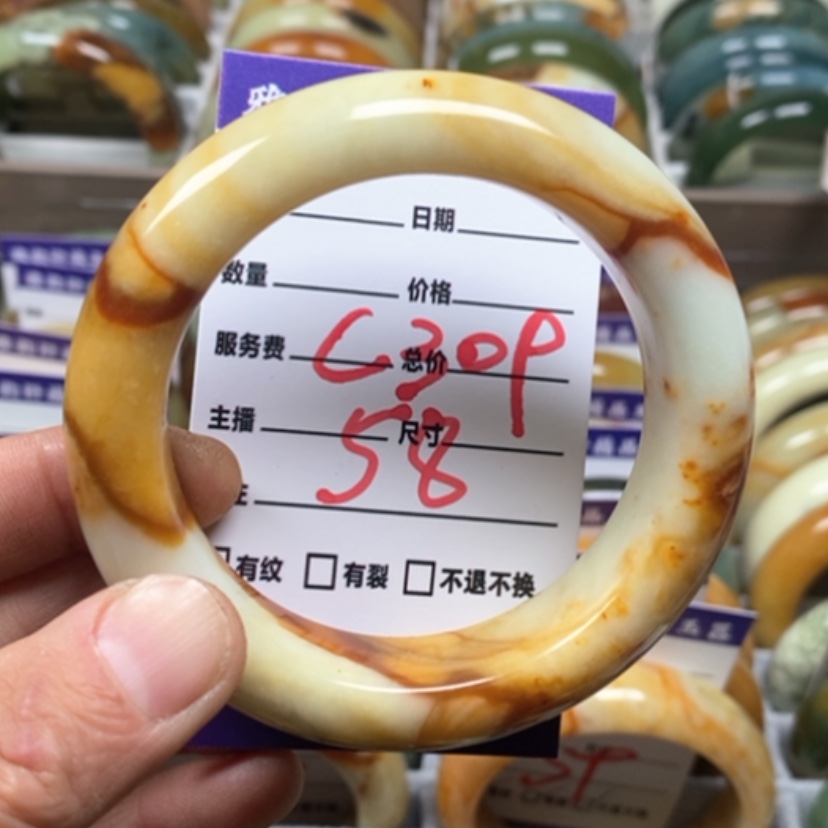 雅
日期
数量 价格
服务费 总价
C30P
主播 尺寸
58
有纹 有裂 不退不换